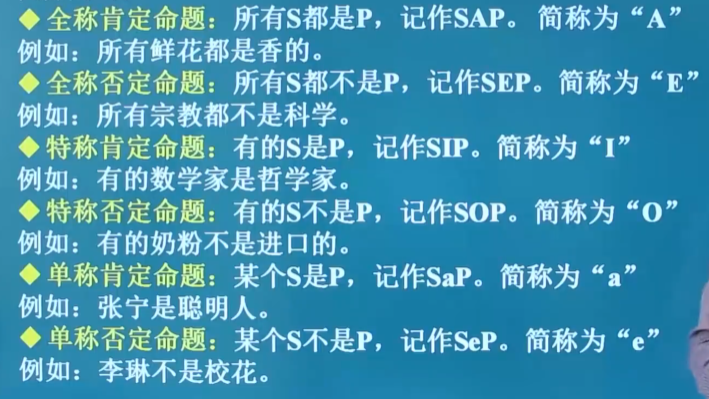 ◆全称肯定命题：所有S都是P，记作SAP。简称为“A”
例如：所有鲜花都是香的。
◆全称否定命题：所有S都不是P，记作SEP。简称为“E”
例如：所有宗教都不是科学。
◆特称肯定命题：有的S是P，记作SIP。简称为“I”
例如：有的数学家是哲学家。
◆特称否定命题：有的S不是P，记作SOP。简称为“O”
例如：有的奶粉不是进口的。
◆单称肯定命题：某个S是P，记作SaP。简称为“a”
例如：张宁是聪明人。
◆单称否定命题：某个S不是P，记作SeP。简称为“e”
例如：李琳不是校花。